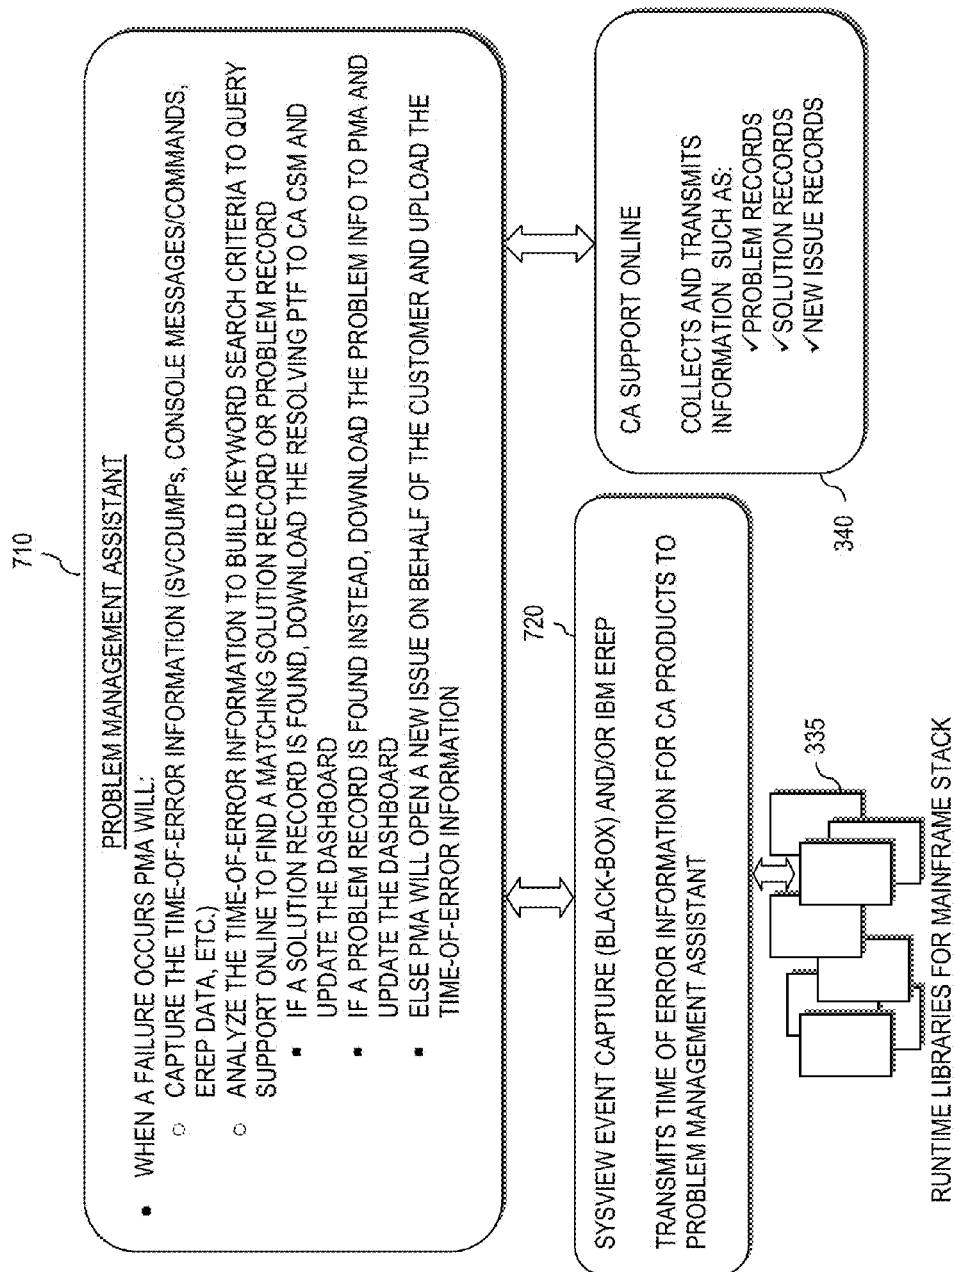 710
PROBLEM MANAGEMENT ASSISTANT
• WHEN A FAILURE OCCURS PMA WILL:
○ CAPTURE THE TIME-OF-ERROR INFORMATION (SVCDUMPs, CONSOLE MESSAGES/COMMANDS,
EREP DATA, ETC.)
○ ANALYZE THE TIME-OF-ERROR INFORMATION TO BUILD KEYWORD SEARCH CRITERIA TO QUERY
SUPPORT ONLINE TO FIND A MATCHING SOLUTION RECORD OR PROBLEM RECORD
▪ IF A SOLUTION RECORD IS FOUND, DOWNLOAD THE RESOLVING PTF TO CA CSM AND
UPDATE THE DASHBOARD
▪ IF A PROBLEM RECORD IS FOUND INSTEAD, DOWNLOAD THE PROBLEM INFO TO PMA AND
UPDATE THE DASHBOARD
▪ ELSE PMA WILL OPEN A NEW ISSUE ON BEHALF OF THE CUSTOMER AND UPLOAD THE
TIME-OF-ERROR INFORMATION
720
SYSVIEW EVENT CAPTURE (BLACK-BOX) AND/OR IBM EREP
TRANSMITS TIME OF ERROR INFORMATION FOR CA PRODUCTS TO
PROBLEM MANAGEMENT ASSISTANT
340
CA SUPPORT ONLINE
COLLECTS AND TRANSMITS
INFORMATION SUCH AS:
✓PROBLEM RECORDS
✓SOLUTION RECORDS
✓NEW ISSUE RECORDS
335
RUNTIME LIBRARIES FOR MAINFRAME STACK